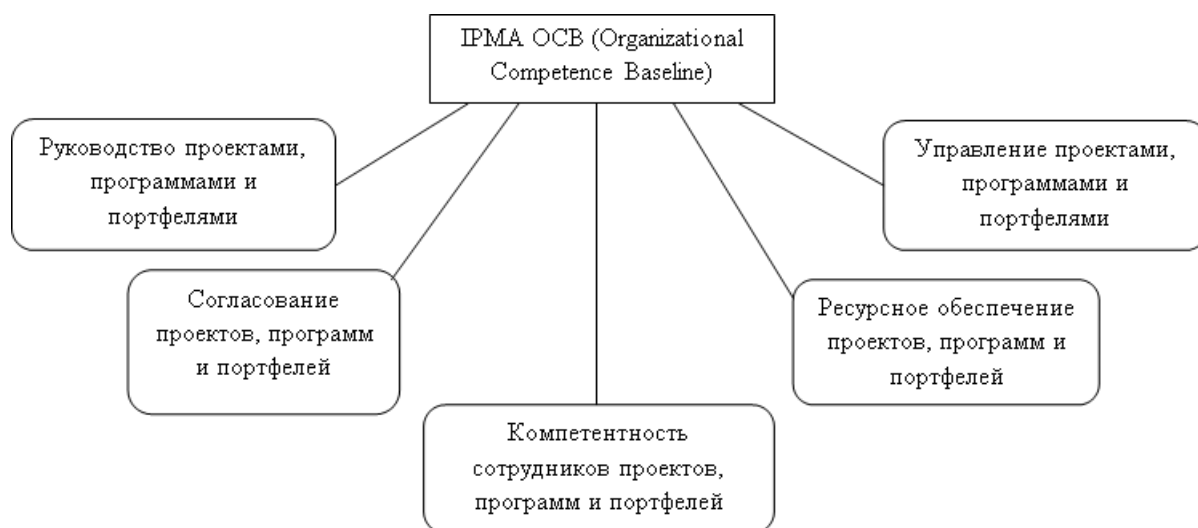 IPMA OCB (Organizational
Competence Baseline)
Руководство проектами,
программами и
портфелями
Управление проектами,
программами и
портфелями
Согласование
проектов, программ
и портфелей
Ресурсное обеспечение
проектов, программ и
портфелей
Компетентность
сотрудников проектов,
программ и портфелей